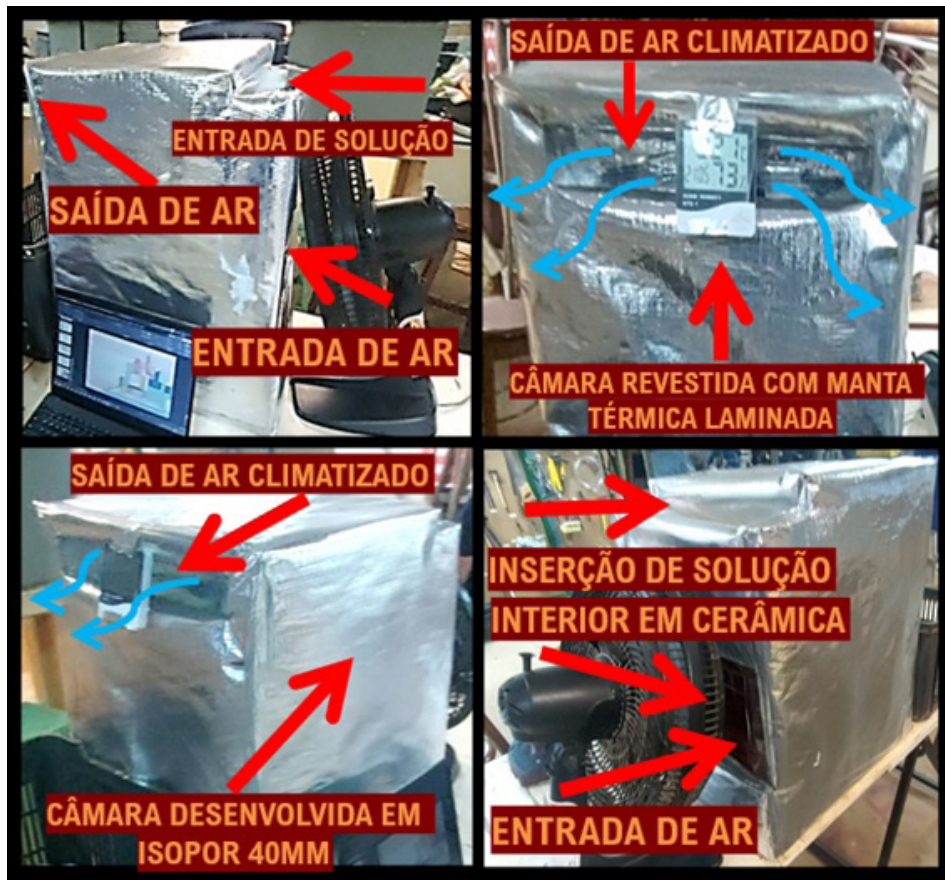 ENTRADA DE SOLUÇÃO
SAÍDA DE AR
ENTRADA DE AR
SAÍDA DE AR CLIMATIZADO
CÂMARA REVESTIDA COM MANTA
TÉRMICA LAMINADA
SAÍDA DE AR CLIMATIZADO
CÂMARA DESENVOLVIDA EM
ISOPOR 40MM
INSERÇÃO DE SOLUÇÃO
INTERIOR EM CERÂMICA
ENTRADA DE AR